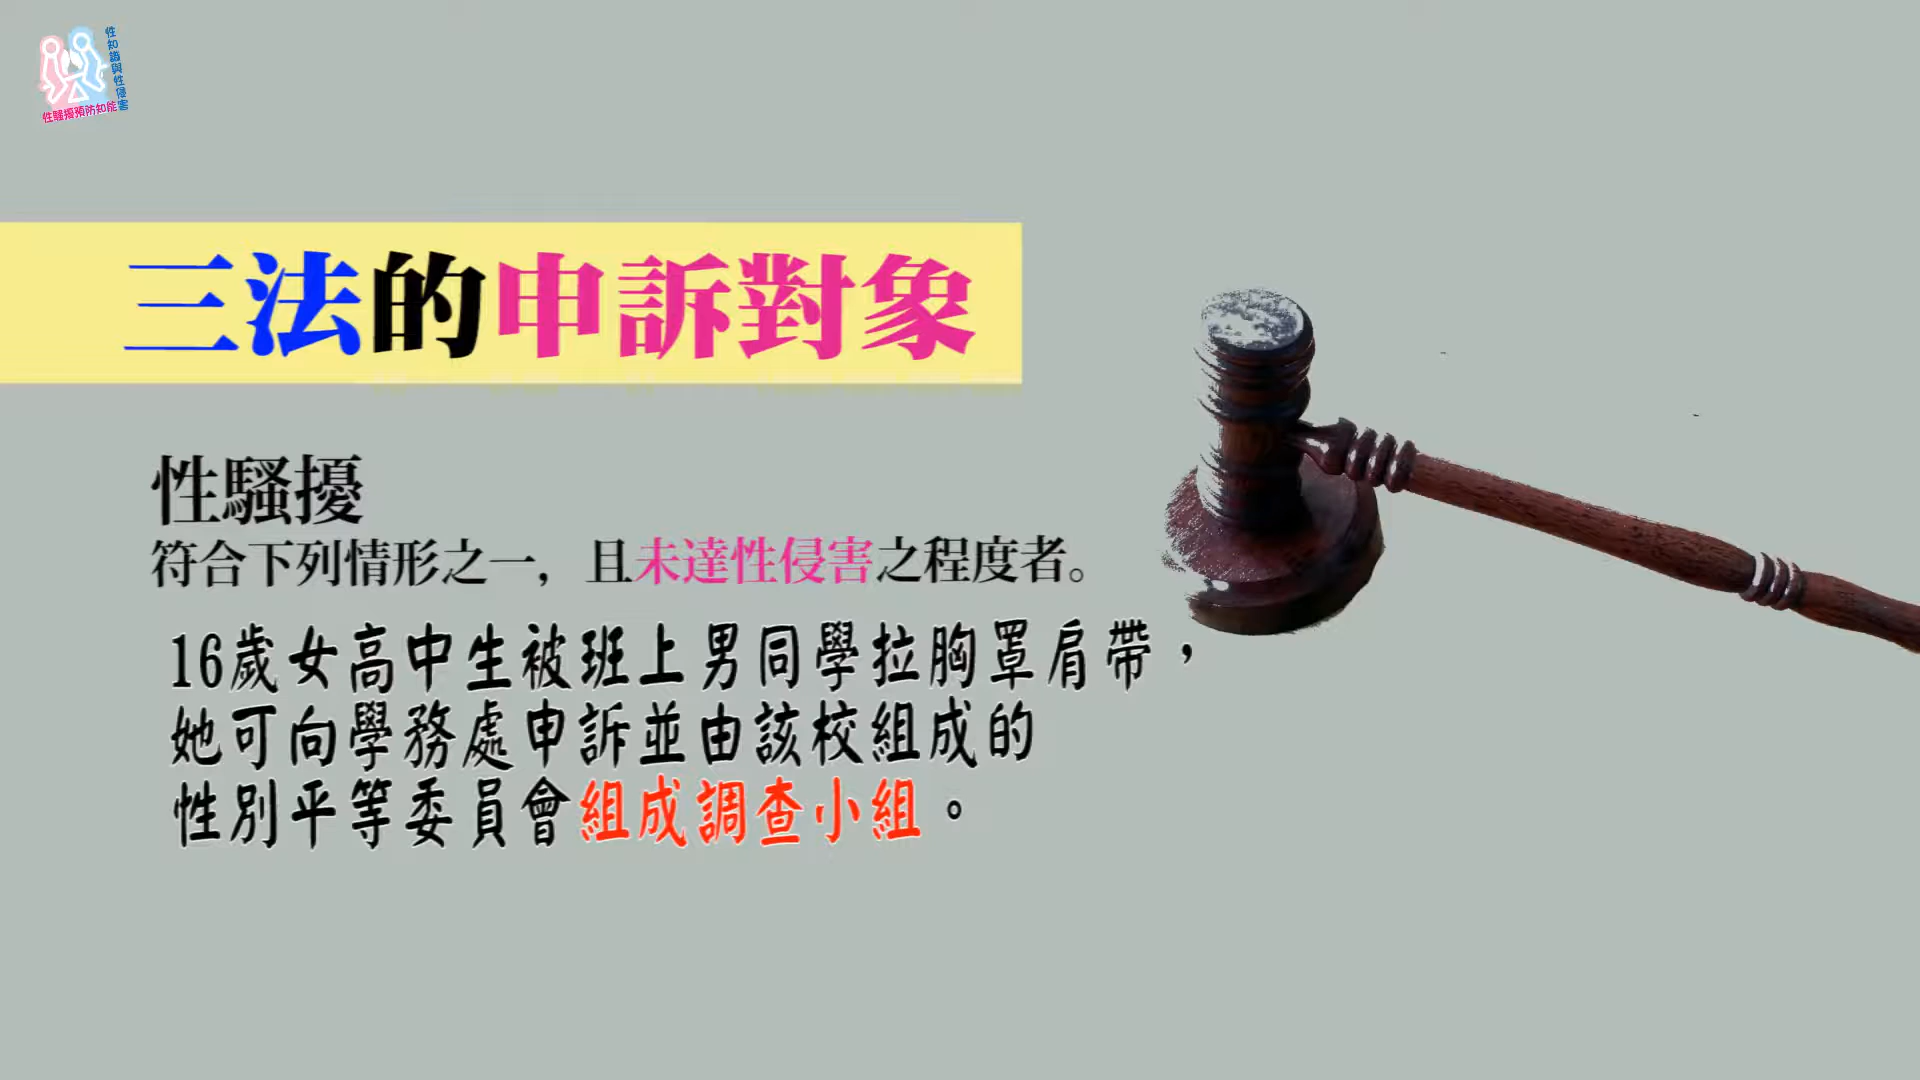 性知識與性侵害
性騷擾預防知能
三法的申訴對象
性騷擾
符合下列情形之一，且未達性侵害之程度者。
16歲女高中生被班上男同學拉胸罩肩帶，
她可向學務處申訴並由該校組成的
性別平等委員會組成調查小組。